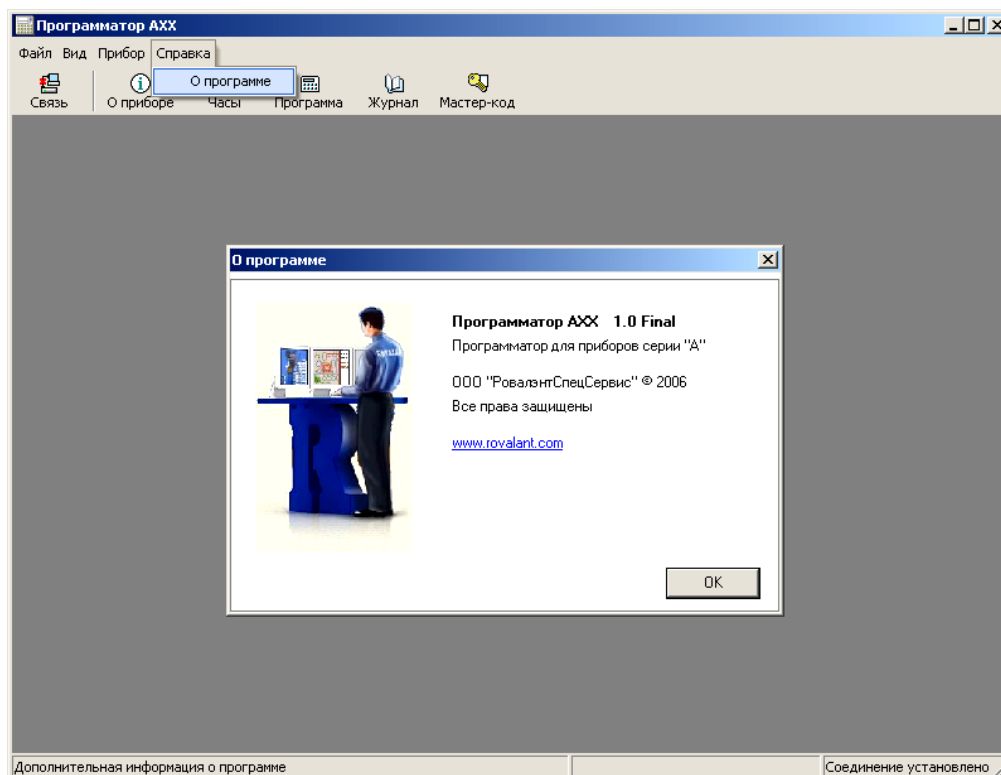 Программатор AXX
Файл Вид Прибор Справка
О программе
Связь О приборе Часы Программа Журнал Мастер-код
О программе
Программатор AXX 1.0 Final
Программатор для приборов серии "А"
ООО "РовалэнтСпецСервис" © 2006
Все права защищены
www.rovalant.com
OK
Дополнительная информация о программе
Соединение установлено